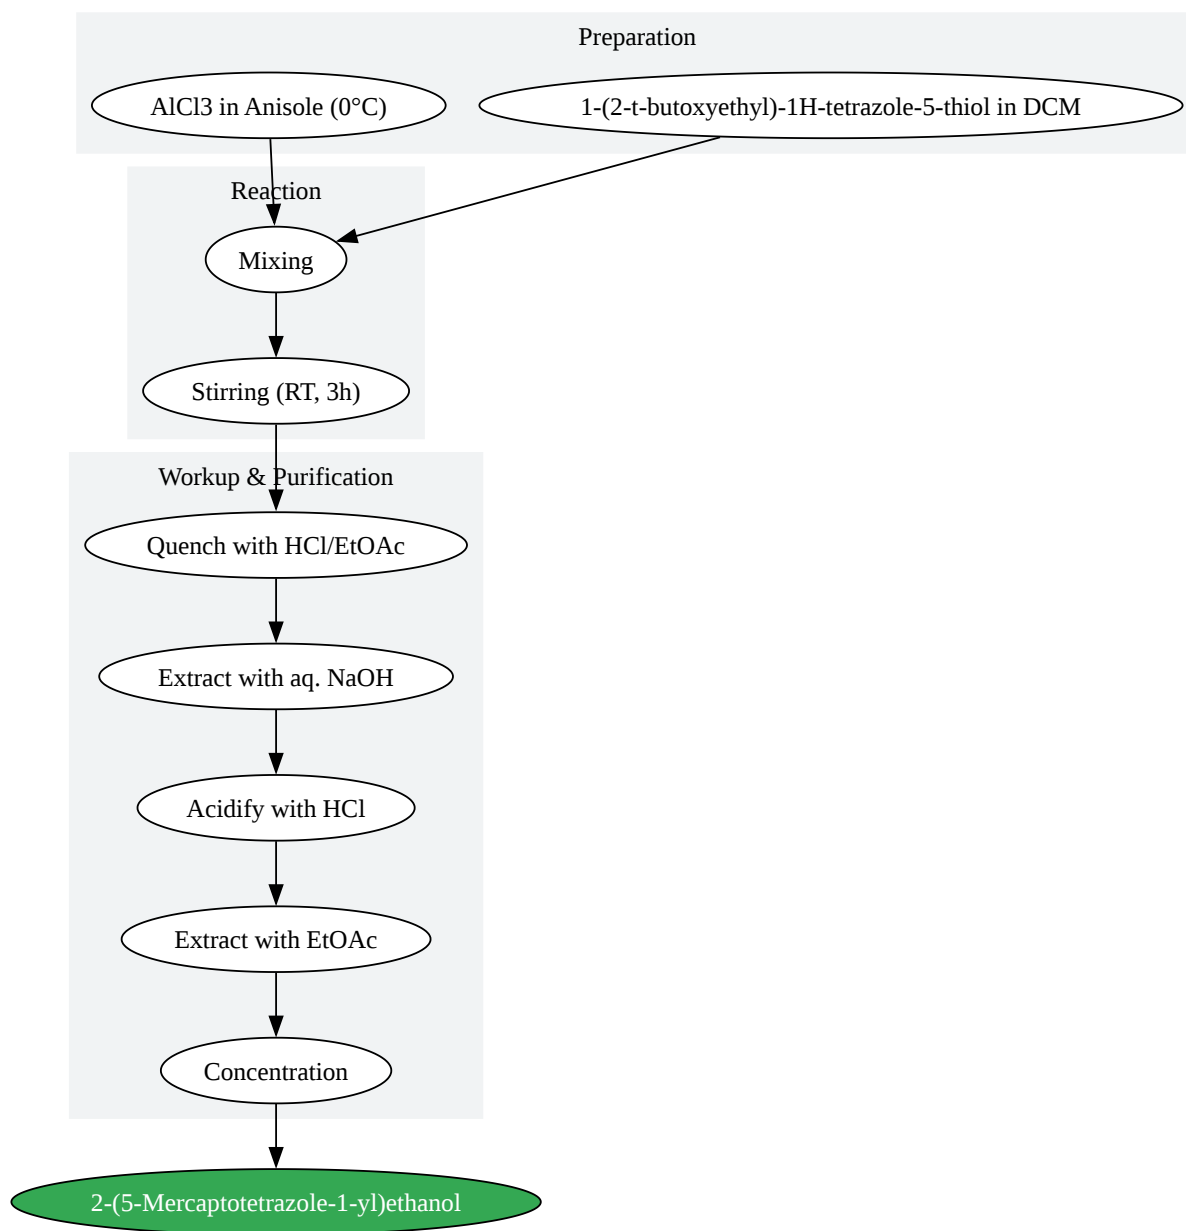 Preparation
AlCl3 in Anisole (0°C)
1-(2-t-butoxyethyl)-1H-tetrazole-5-thiol in DCM
Reaction
Mixing
Stirring (RT, 3h)
Workup & Purification
Quench with HCl/EtOAc
Extract with aq. NaOH
Acidify with HCl
Extract with EtOAc
Concentration
2-(5-Mercaptotetrazole-1-yl)ethanol